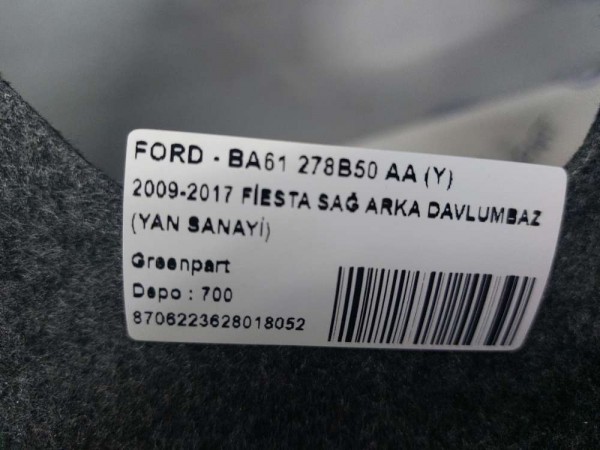 FORD - BA61 278B50 AA (Y)
2009-2017 FİESTA SAĞ ARKA DAVLUMBAZ
(YAN SANAYİ)
Greenpart
Depo : 700
8706223628018052